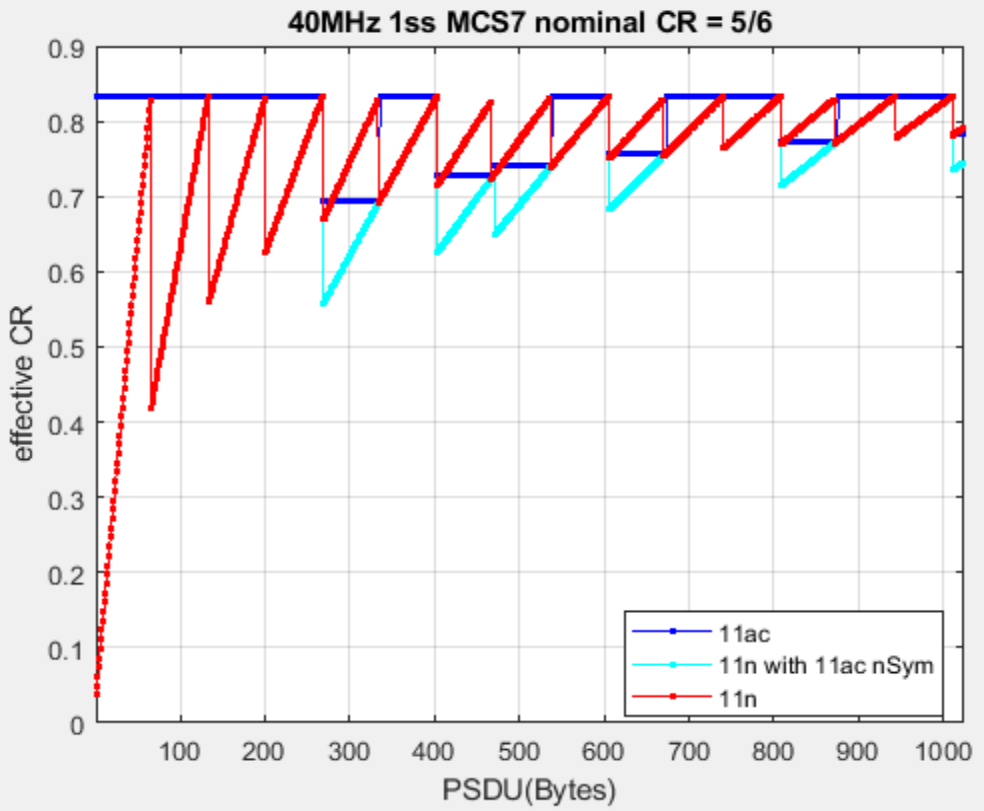 40MHz 1ss MCS7 nominal CR = 5/6
0.9
0.8
0.7
0.6
0.5
0.4
0.3
0.2
0.1
0
effective CR
11ac
11n with 11ac nSym
11n
100 200 300 400 500 600 700 800 900 1000
PSDU(Bytes)